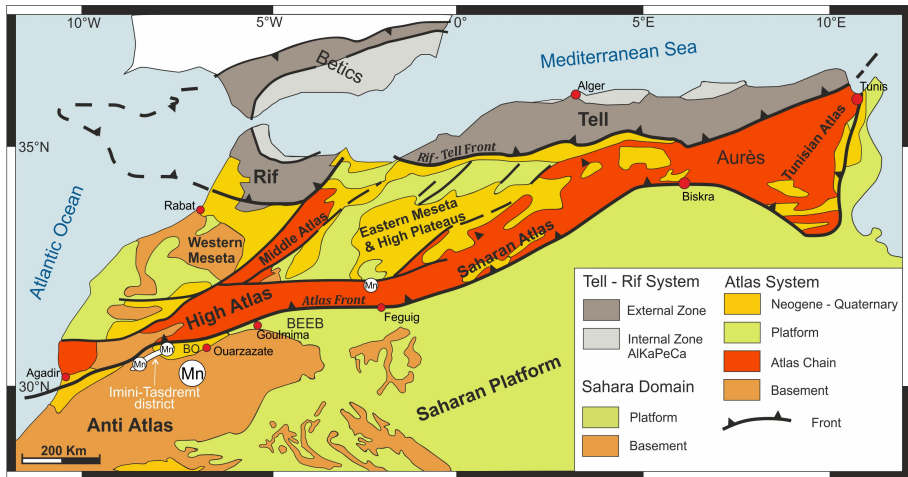 10°W
5°W
0°
5°E
10°E
Mediterranean Sea
Betics
Alger
Tunis
Tell
35°N
Rif-Tell Front
Aurès
Tunisian Atlas
Rif
Rabat
Biskra
Atlantic Ocean
Western
Meseta
Middle Atlas
Eastern Meseta
& High Plateaus
Saharan Atlas
Mn
High Atlas
Atlas Front
Feguig
BEEB
Goulmima
BO
Ouarzazate
Mn
Mn
Mn
Agadir
30°N
Imini-Tasdremt
district
Anti Atlas
Saharan Platform
200 Km
Tell - Rif System
External Zone
Internal Zone
AlKaPeCa
Sahara Domain
Platform
Basement
Atlas System
Neogene - Quaternary
Platform
Atlas Chain
Basement
Front